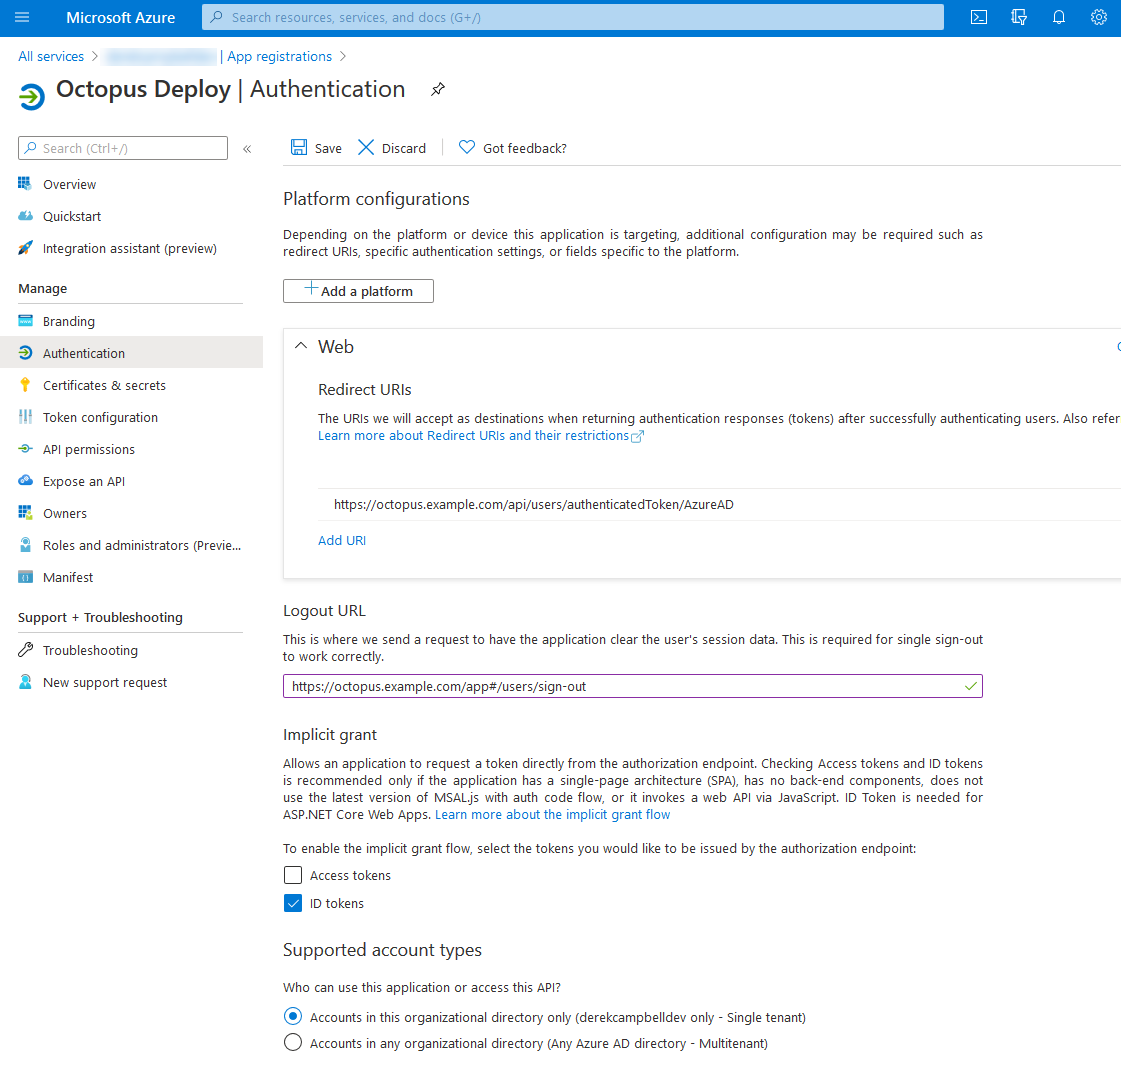 Microsoft Azure
Search resources, services, and docs (G+/)
All services > | App registrations >
Octopus Deploy | Authentication
Search (Ctrl+/)
«
Save
Discard
Got feedback?
Overview
Quickstart
Integration assistant (preview)
Manage
Branding
Authentication
Certificates & secrets
Token configuration
API permissions
Expose an API
Owners
Roles and administrators (Previe...
Manifest
Support + Troubleshooting
Troubleshooting
New support request
Platform configurations
Depending on the platform or device this application is targeting, additional configuration may be required such as
redirect URIs, specific authentication settings, or fields specific to the platform.
Add a platform
Web
Redirect URIs
The URIs we will accept as destinations when returning authentication responses (tokens) after successfully authenticating users. Also refer
Learn more about Redirect URIs and their restrictions
https://octopus.example.com/api/users/authenticatedToken/AzureAD
Add URI
Logout URL
This is where we send a request to have the application clear the user's session data. This is required for single sign-out
to work correctly.
https://octopus.example.com/app#/users/sign-out
Implicit grant
Allows an application to request a token directly from the authorization endpoint. Checking Access tokens and ID tokens
is recommended only if the application has a single-page architecture (SPA), has no back-end components, does not
use the latest version of MSAL.js with auth code flow, or it invokes a web API via JavaScript. ID Token is needed for
ASP.NET Core Web Apps. Learn more about the implicit grant flow
To enable the implicit grant flow, select the tokens you would like to be issued by the authorization endpoint:
Access tokens
ID tokens
Supported account types
Who can use this application or access this API?
Accounts in this organizational directory only (derekcampbelldev only - Single tenant)
Accounts in any organizational directory (Any Azure AD directory - Multitenant)